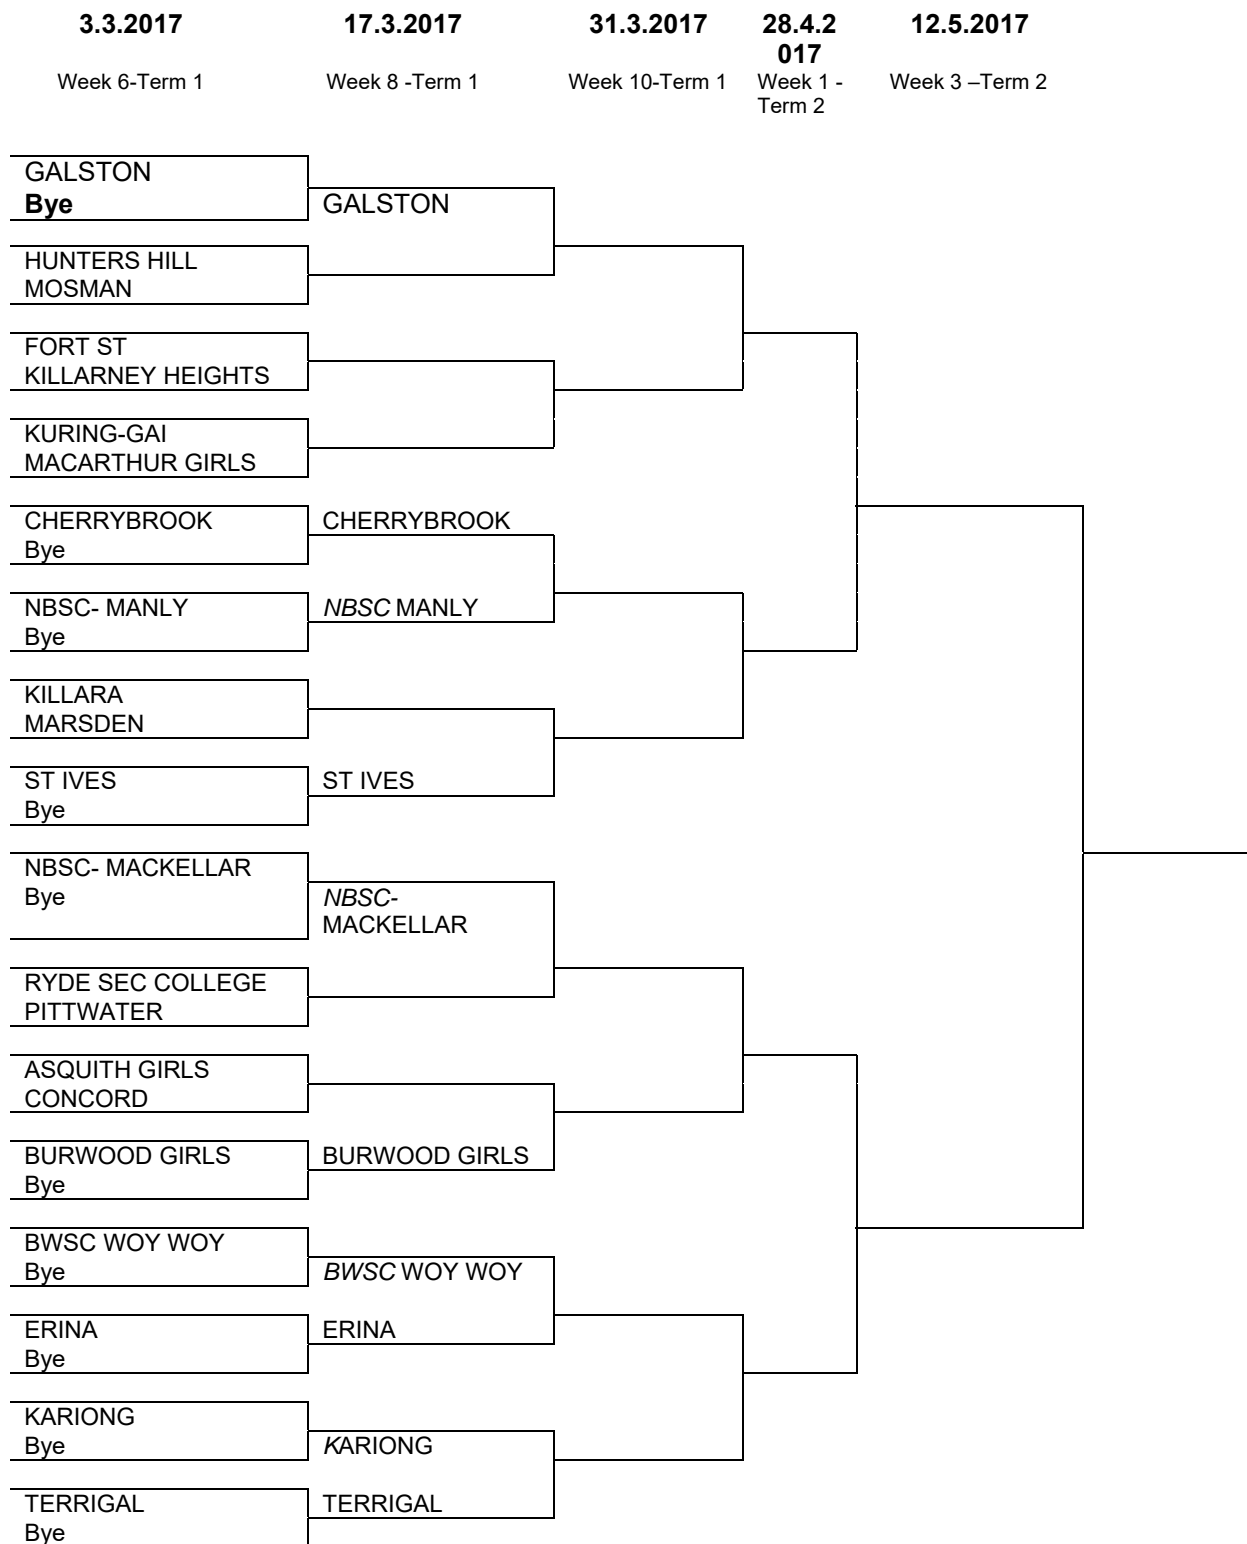 3.3.2017 17.3.2017 31.3.2017 28.4.2 12.5.2017
017
Week 6-Term 1 Week 8 -Term 1 Week 10-Term 1 Week 1 - Week 3 –Term 2
Term 2
GALSTON
Bye GALSTON
HUNTERS HILL
MOSMAN
FORT ST
KILLARNEY HEIGHTS
KURING-GAI
MACARTHUR GIRLS
CHERRYBROOK CHERRYBROOK
Bye
NBSC- MANLY NBSC MANLY
Bye
KILLARA
MARSDEN
ST IVES ST IVES
Bye
NBSC- MACKELLAR
Bye NBSC-
MACKELLAR
RYDE SEC COLLEGE
PITTWATER
ASQUITH GIRLS
CONCORD
BURWOOD GIRLS BURWOOD GIRLS
Bye
BWSC WOY WOY
Bye BWSC WOY WOY
ERINA ERINA
Bye
KARIONG
Bye KARIONG
TERRIGAL TERRIGAL
Bye